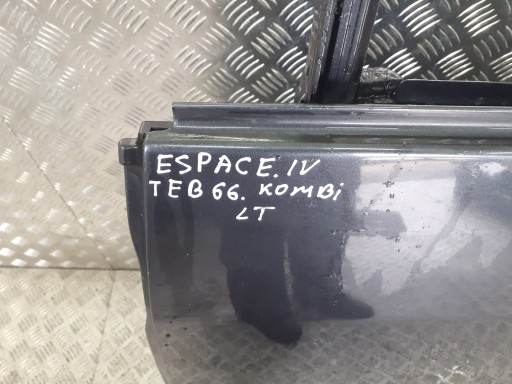 ESPACE.IV
TEB66. KOMBi
LT